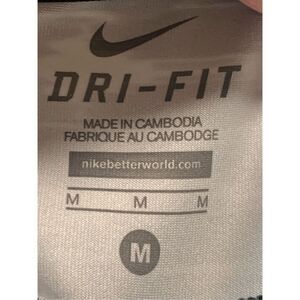 DRI-FIT
MADE IN CAMBODIA
FABRIQUE AU CAMBODGE
nikebetterworld.com
M M M
M